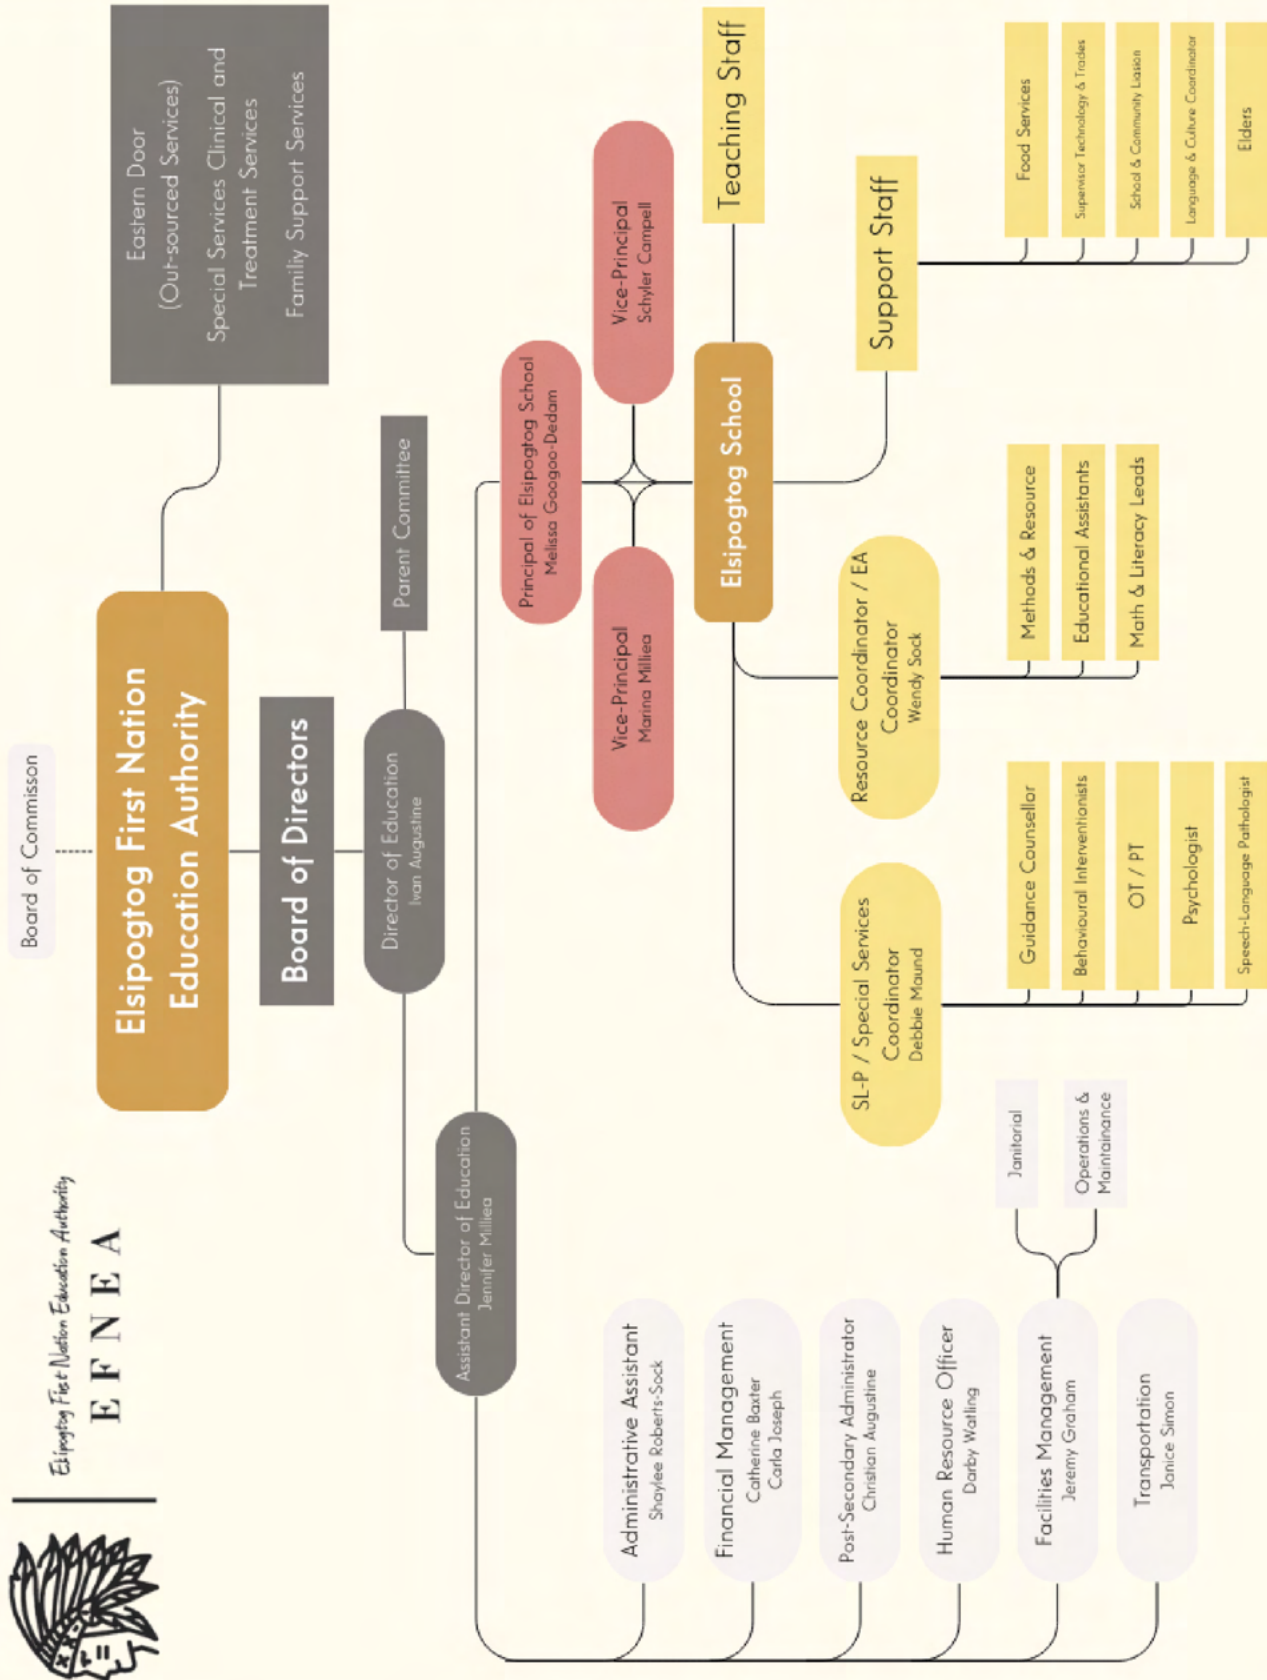 Elsipogtog First Nation Education Authority
EFNEA
Board of Commisson
Elsipogtog First Nation
Education Authority
Eastern Door
(Out-sourced Services)
Special Services Clinical and
Treatment Services
Familiy Support Services
Board of Directors
Director of Education
Ivan Augustine
Parent Committee
Assistant Director of Education
Jennifer Milliea
Principal of Elsipogtog School
Melissa Googoo-Dedam
Vice-Principal
Marina Milliea
Vice-Principal
Schyler Campell
Elsipogtog School
Teaching Staff
Administrative Assistant
Shaylee Roberts-Sock
Financial Management
Catherine Baxter
Carla Joseph
Post-Secondary Administrator
Christian Augustine
Human Resource Officer
Darby Watling
Facilities Management
Jeremy Graham
Transportation
Janice Simon
Janitorial
Operations &
Maintainance
SL-P / Special Services
Coordinator
Debbie Maund
Guidance Counsellor
Behavioural Interventionists
OT / PT
Psychologist
Speech-Language Pathologist
Resource Coordinator / EA
Coordinator
Wendy Sock
Methods & Resource
Educational Assistants
Math & Literacy Leads
Support Staff
Food Services
Supervisor Technology & Trades
School & Community Liasion
Language & Culture Coordinator
Elders